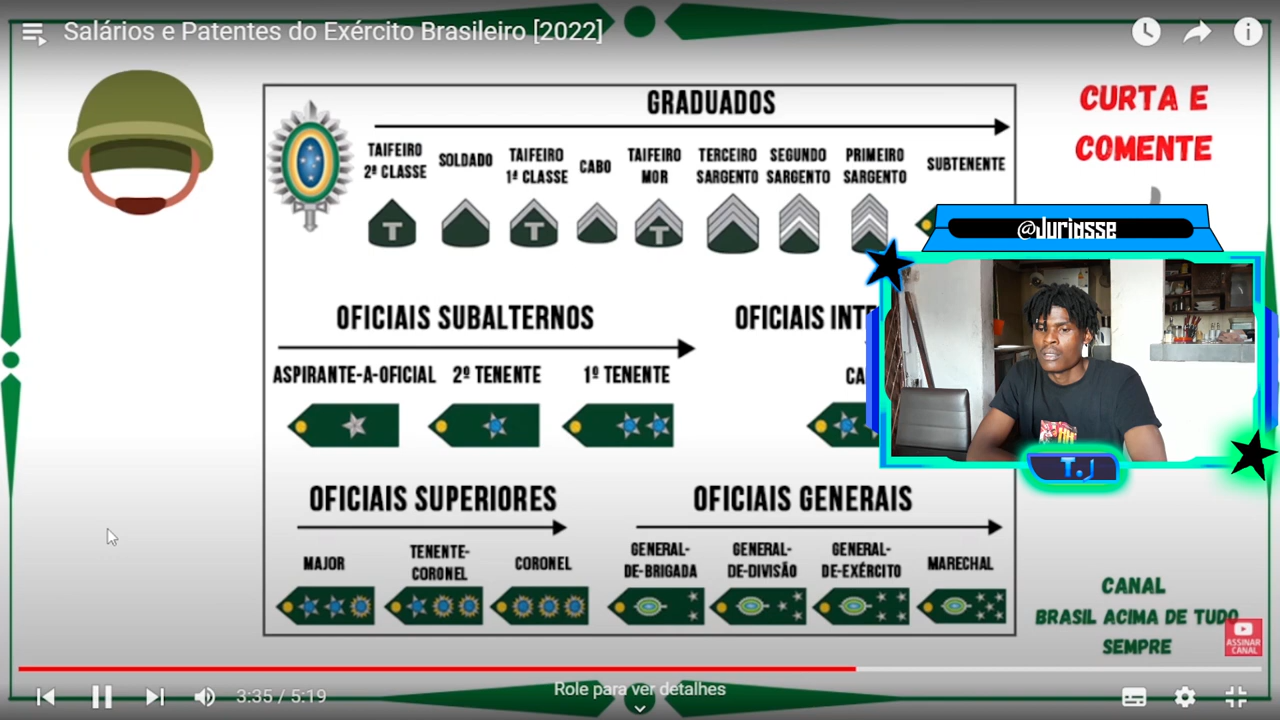 Salários e Patentes do Exército Brasileiro [2022]
GRADUADOS
TAIFEIRO
2ª CLASSE
SOLDADO
TAIFEIRO
1ª CLASSE
CABO
TAIFEIRO
MOR
TERCEIRO
SARGENTO
SEGUNDO
SARGENTO
PRIMEIRO
SARGENTO
SUBTENENTE
T
T
T
CURTA E
COMENTE
@Juriasse
T.J
OFICIAIS SUBALTERNOS
ASPIRANTE-A-OFICIAL
2º TENENTE
1º TENENTE
OFICIAIS INTE
CA
OFICIAIS SUPERIORES
MAJOR
TENENTE-
CORONEL
CORONEL
OFICIAIS GENERAIS
GENERAL-
DE-BRIGADA
GENERAL-
DE-DIVISÃO
GENERAL-
DE-EXÉRCITO
MARECHAL
CANAL
BRASIL ACIMA DE TUDO
SEMPRE
ASSINAR
CANAL
3:35 / 5:19
Role para ver detalhes